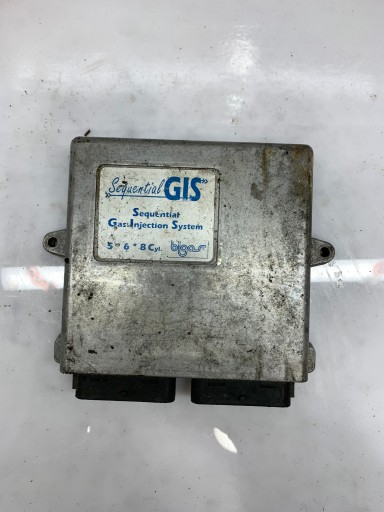 „Sequential GIS"
Sequential
Gas Injection System
5 - 6 - 8 Cyl. bigas